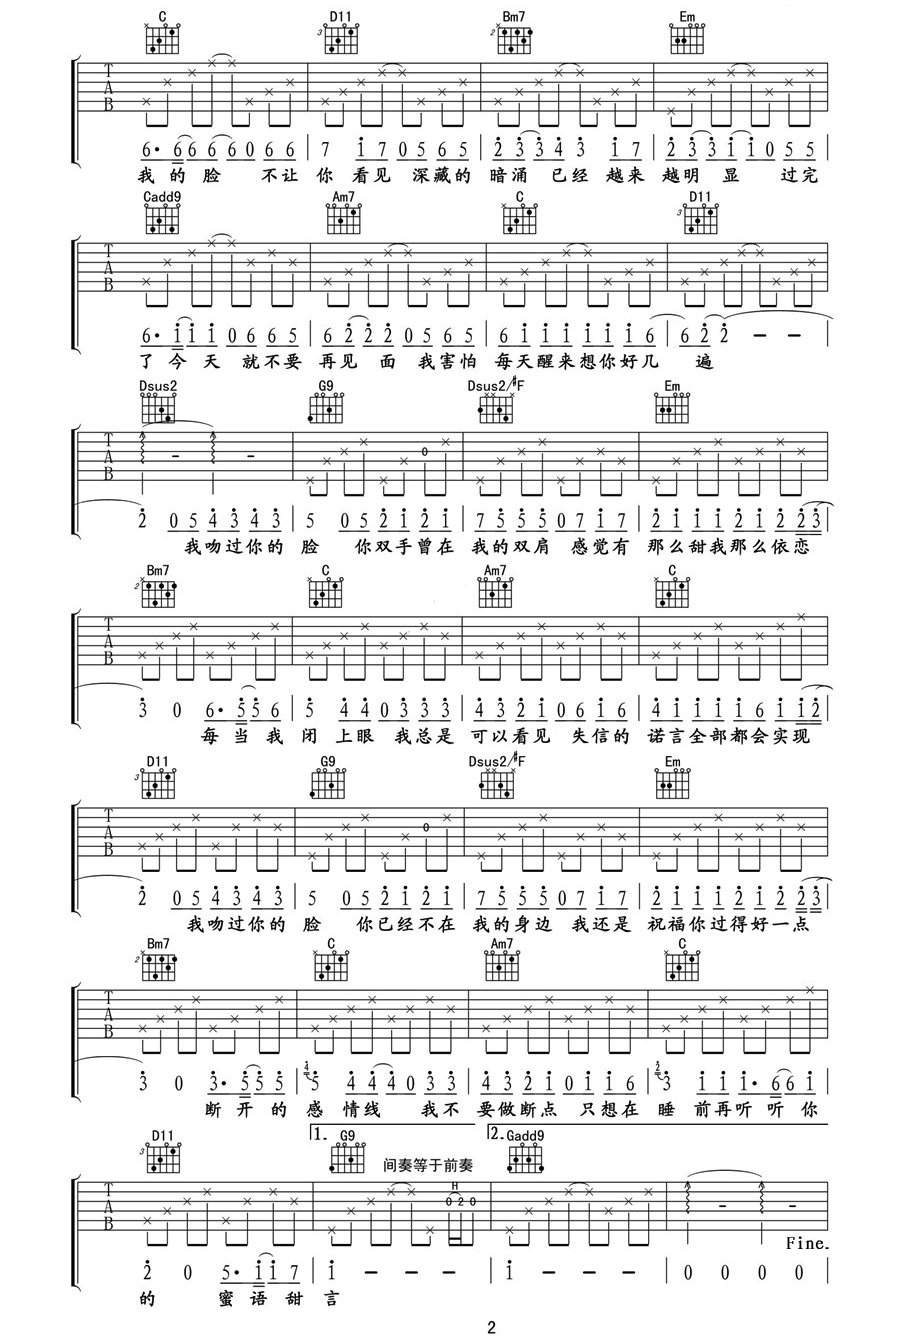 C D11 Bm7 Em
3 2
T A B
6· 6 6 6 6 0 6 6 | 7 1 7 0 5 6 5 | 2 3 3 4 3 1 7 | 2 3 3 1 1 0 5 5
我 的 脸 不让 你 看见 深藏的 暗涌 已经 越来 越明 显 过完
Cadd9 Am7 C D11
3
T A B
6· 1 1 1 0 6 6 5 | 6 2 2 2 0 5 6 5 | 6 1 1 1 1 1 1 6 | 6 2 2 — —
了 今 天 就不要 再见 面 我害怕 每天醒来想你好几 遍
Dsus2 G9 Dsus2/#F Em
T A B
0
2 0 5 4 3 4 3 | 5 0 5 2 1 2 1 | 7 5 5 5 0 7 1 7 | 2 1 1 1 2 1 2 2 3
我吻过你的 脸 你双手曾在 我的双肩 感觉有 那么甜我那么依恋
Bm7 C Am7 C
2
T A B
3 0 6· 5 5 6 | 5 4 4 0 3 3 3 | 4 3 2 1 0 6 1 6 | 4 1 1 1 1 6 1 1 2
每 当 我 闭 上眼 我总是 可以看见 失信的 诺言全部都会实现
D11 G9 Dsus2/#F Em
3
T A B
0
2 0 5 4 3 4 3 | 5 0 5 2 1 2 1 | 7 5 5 5 0 7 1 7 | 2 1 1 1 2 1 2 2 3
我吻过你的 脸 你已经不在 我的身边 我还是 祝福你过得好一点
Bm7 C Am7 C
2
T A B
3 0 3· 5 5 5 5 | 4 5 4 4 4 0 3 3 | 4 3 2 1 0 1 1 6 | 2 3 1 1 1· 6 6 1
断 开 的 感 情线 我不 要做断点 只想在 睡 前再听 听你
D11 1. G9 间奏等于前奏 2. Gadd9
3
H
T A B
0 2 0
Fine.
2 0 5· 1 1 1 7 | 1 — — — | 1 — — — | 0 0 0 0
的 蜜 语 甜 言
2